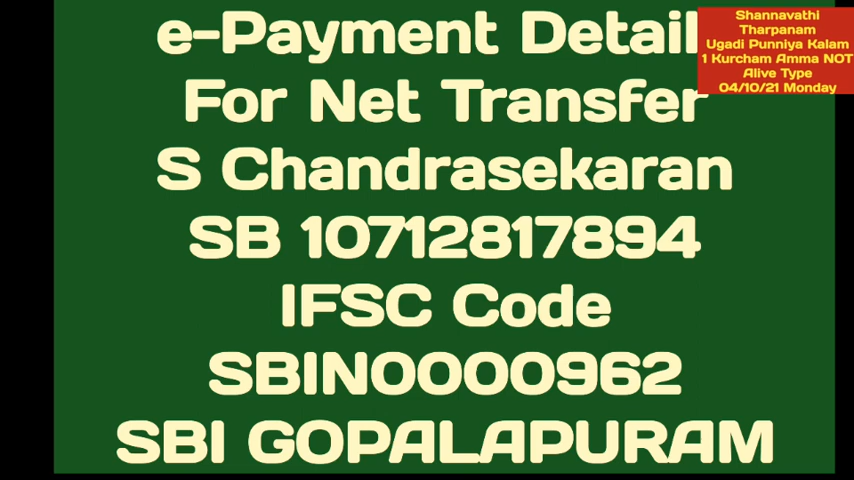 e-Payment Detail
For Net Transfer
S Chandrasekaran
SB 10712817894
IFSC Code
SBIN0000962
SBI GOPALAPURAM
Shannavathi
Tharpanam
Ugadi Punniya Kalam
1 Kurcham Amma NOT
Alive Type
04/10/21 Monday